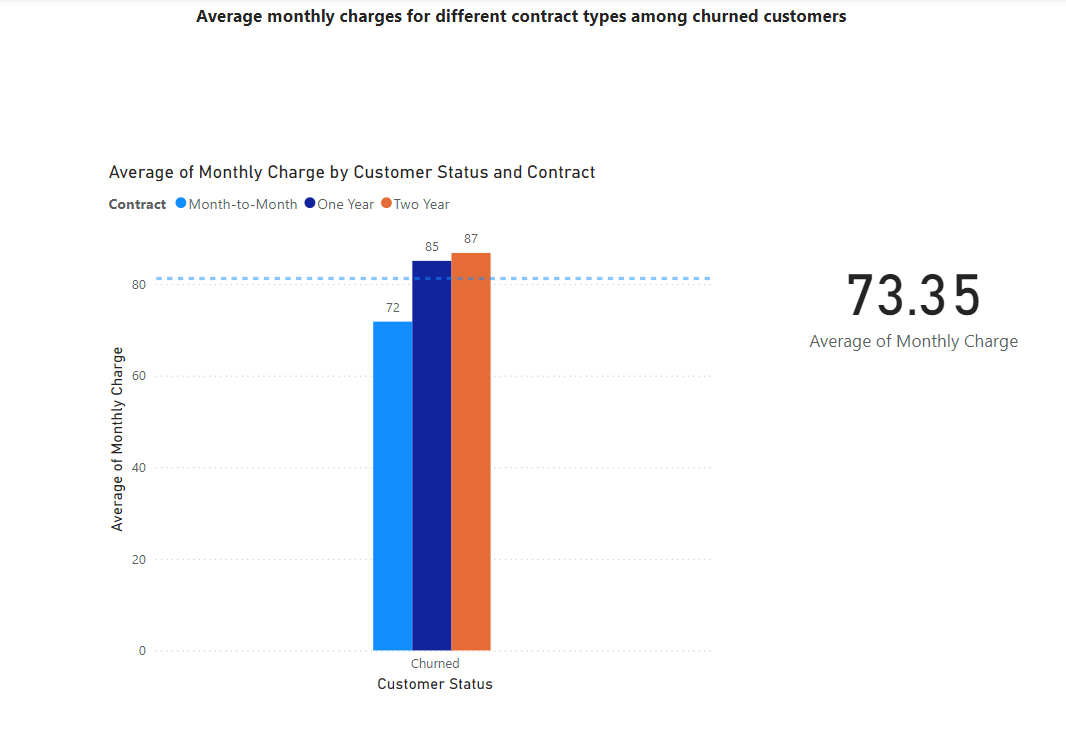 Average monthly charges for different contract types among churned customers
Average of Monthly Charge by Customer Status and Contract
Contract Month-to-Month One Year Two Year
87
85
80
72
60
40
20
0
Average of Monthly Charge
Churned
Customer Status
73.35
Average of Monthly Charge